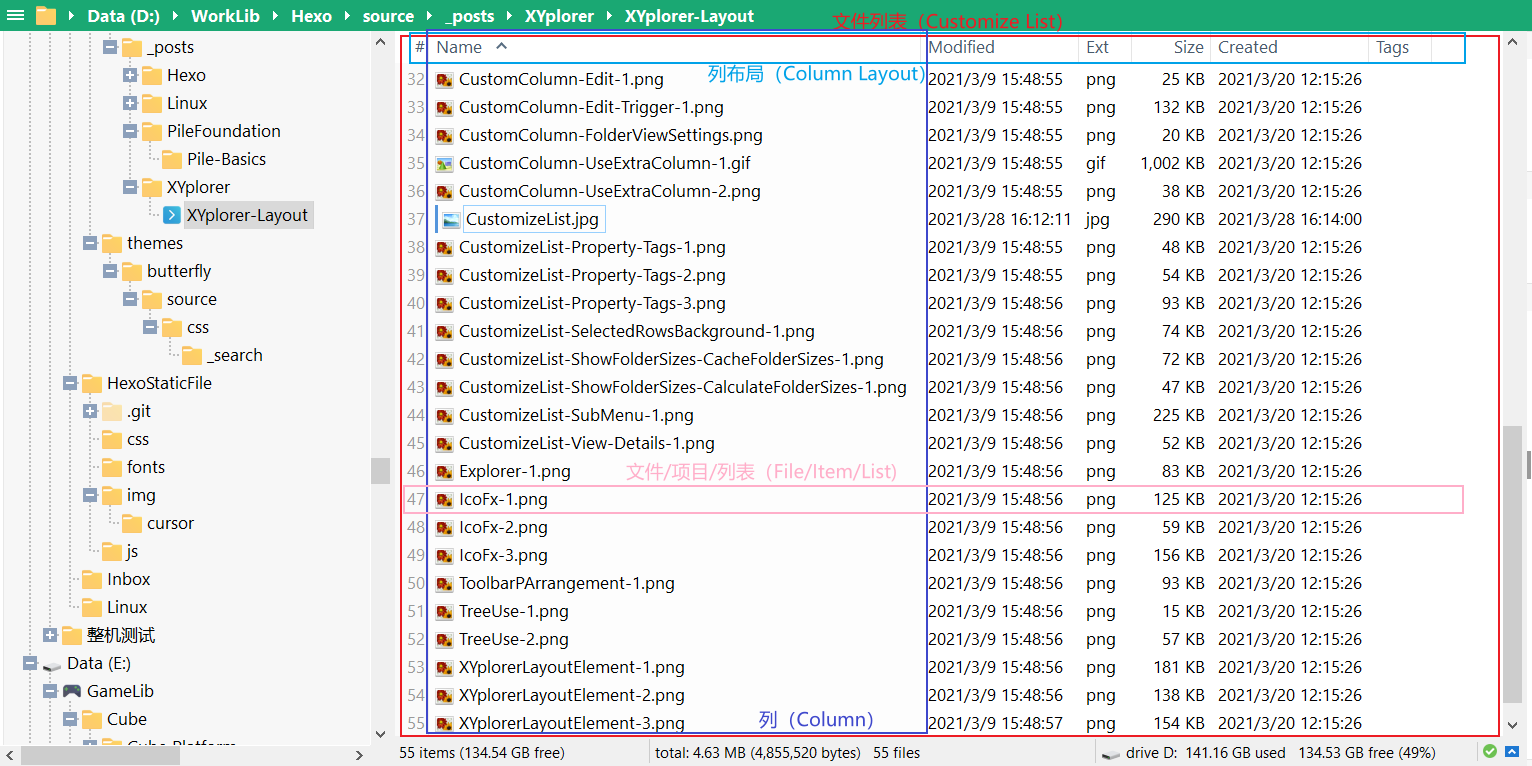 Data (D:) WorkLib Hexo source _posts XYplorer XYplorer-Layout
文件列表（Customize List）
_posts
Hexo
Linux
PileFoundation
Pile-Basics
XYplorer
XYplorer-Layout
themes
butterfly
source
css
_search
HexoStaticFile
.git
css
fonts
img
cursor
js
Inbox
Linux
整机测试
Data (E:)
GameLib
Cube
# Name Modified Ext Size Created Tags
列布局（Column Layout）
32 CustomColumn-Edit-1.png 2021/3/9 15:48:55 png 25 KB 2021/3/20 12:15:26
33 CustomColumn-Edit-Trigger-1.png 2021/3/9 15:48:55 png 132 KB 2021/3/20 12:15:26
34 CustomColumn-FolderViewSettings.png 2021/3/9 15:48:55 png 20 KB 2021/3/20 12:15:26
35 CustomColumn-UseExtraColumn-1.gif 2021/3/9 15:48:55 gif 1,002 KB 2021/3/20 12:15:26
36 CustomColumn-UseExtraColumn-2.png 2021/3/9 15:48:55 png 38 KB 2021/3/20 12:15:26
37 CustomizeList.jpg 2021/3/28 16:12:11 jpg 290 KB 2021/3/28 16:14:00
38 CustomizeList-Property-Tags-1.png 2021/3/9 15:48:55 png 48 KB 2021/3/20 12:15:26
39 CustomizeList-Property-Tags-2.png 2021/3/9 15:48:55 png 54 KB 2021/3/20 12:15:26
40 CustomizeList-Property-Tags-3.png 2021/3/9 15:48:56 png 93 KB 2021/3/20 12:15:26
41 CustomizeList-SelectedRowsBackground-1.png 2021/3/9 15:48:56 png 74 KB 2021/3/20 12:15:26
42 CustomizeList-ShowFolderSizes-CacheFolderSizes-1.png 2021/3/9 15:48:56 png 72 KB 2021/3/20 12:15:26
43 CustomizeList-ShowFolderSizes-CalculateFolderSizes-1.png 2021/3/9 15:48:56 png 47 KB 2021/3/20 12:15:26
44 CustomizeList-SubMenu-1.png 2021/3/9 15:48:56 png 225 KB 2021/3/20 12:15:26
45 CustomizeList-View-Details-1.png 2021/3/9 15:48:56 png 52 KB 2021/3/20 12:15:26
46 Explorer-1.png 2021/3/9 15:48:56 png 83 KB 2021/3/20 12:15:26
文件/项目/列表（File/Item/List）
47 IcoFx-1.png 2021/3/9 15:48:56 png 125 KB 2021/3/20 12:15:26
48 IcoFx-2.png 2021/3/9 15:48:56 png 59 KB 2021/3/20 12:15:26
49 IcoFx-3.png 2021/3/9 15:48:56 png 156 KB 2021/3/20 12:15:26
50 ToolbarPArrangement-1.png 2021/3/9 15:48:56 png 93 KB 2021/3/20 12:15:26
51 TreeUse-1.png 2021/3/9 15:48:56 png 15 KB 2021/3/20 12:15:26
52 TreeUse-2.png 2021/3/9 15:48:56 png 57 KB 2021/3/20 12:15:26
53 XYplorerLayoutElement-1.png 2021/3/9 15:48:56 png 181 KB 2021/3/20 12:15:26
54 XYplorerLayoutElement-2.png 2021/3/9 15:48:56 png 138 KB 2021/3/20 12:15:26
55 XYplorerLayoutElement-3.png 2021/3/9 15:48:57 png 154 KB 2021/3/20 12:15:26
列（Column）
55 items (134.54 GB free) total: 4.63 MB (4,855,520 bytes) 55 files drive D: 141.16 GB used 134.53 GB free (49%)